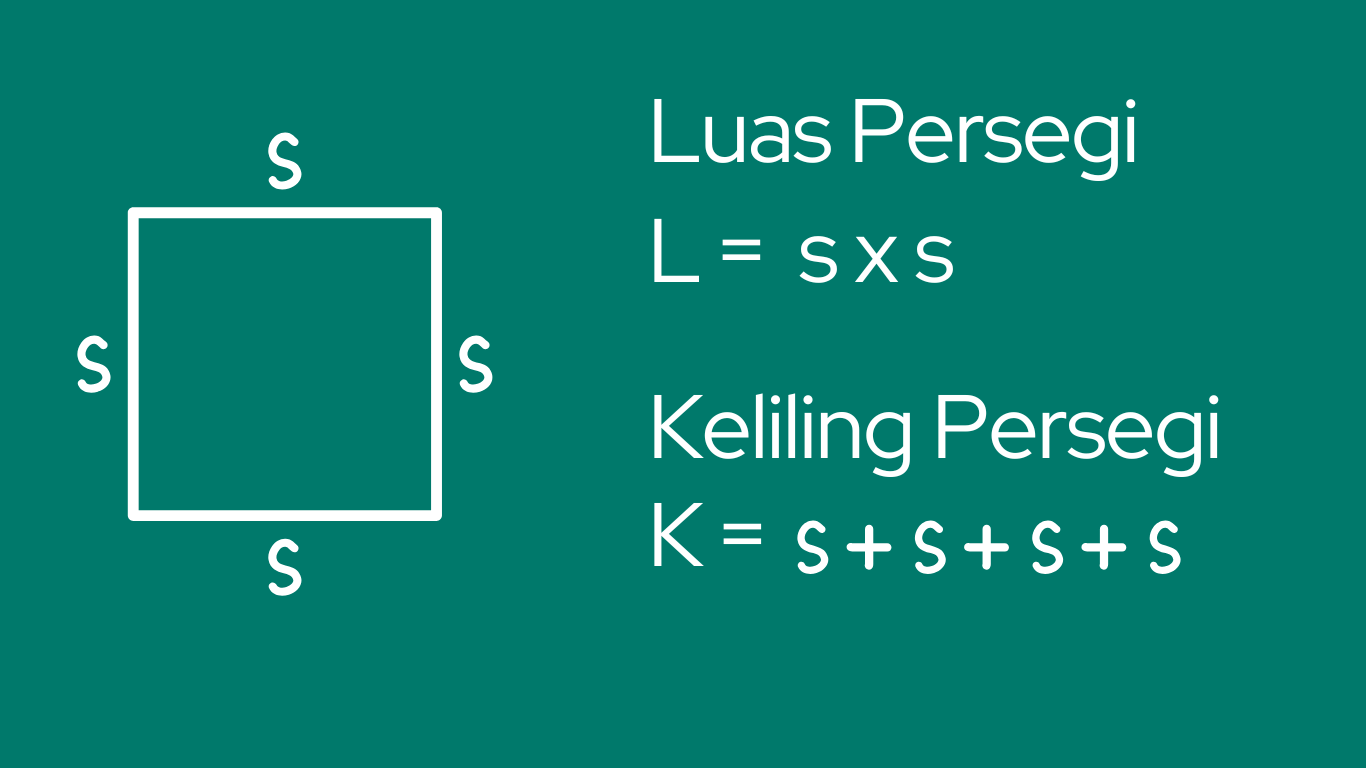 S
Luas Persegi
L = s x s
S
S
Keliling Persegi
K = S + S + S + S
S